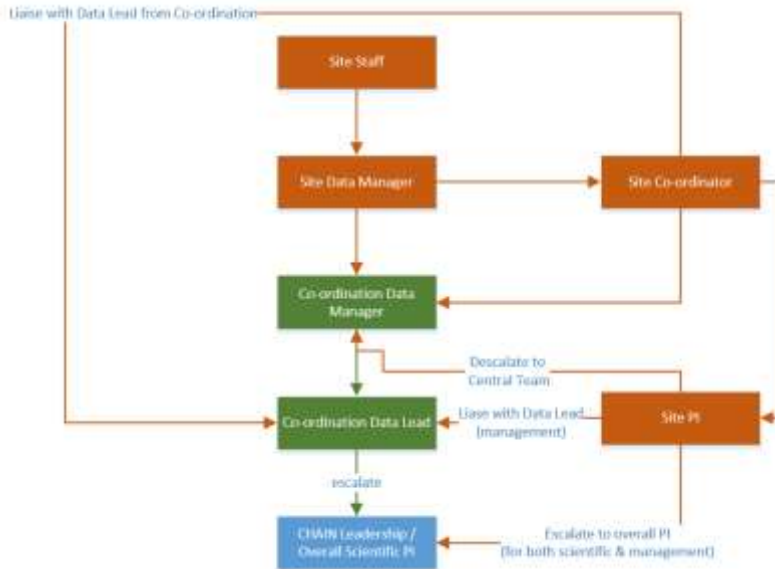 Liaise with Data Lead from Co-ordination
Site Staff
Site Data Manager
Site Co-ordinator
Co-ordination Data
Manager
Descalate to
Central Team
Co-ordination Data Lead
Liase with Data Lead
(management)
Site PI
escalate
CHAIN Leadership /
Overall Scientific PI
Escalate to overall PI
(for both scientific & management)